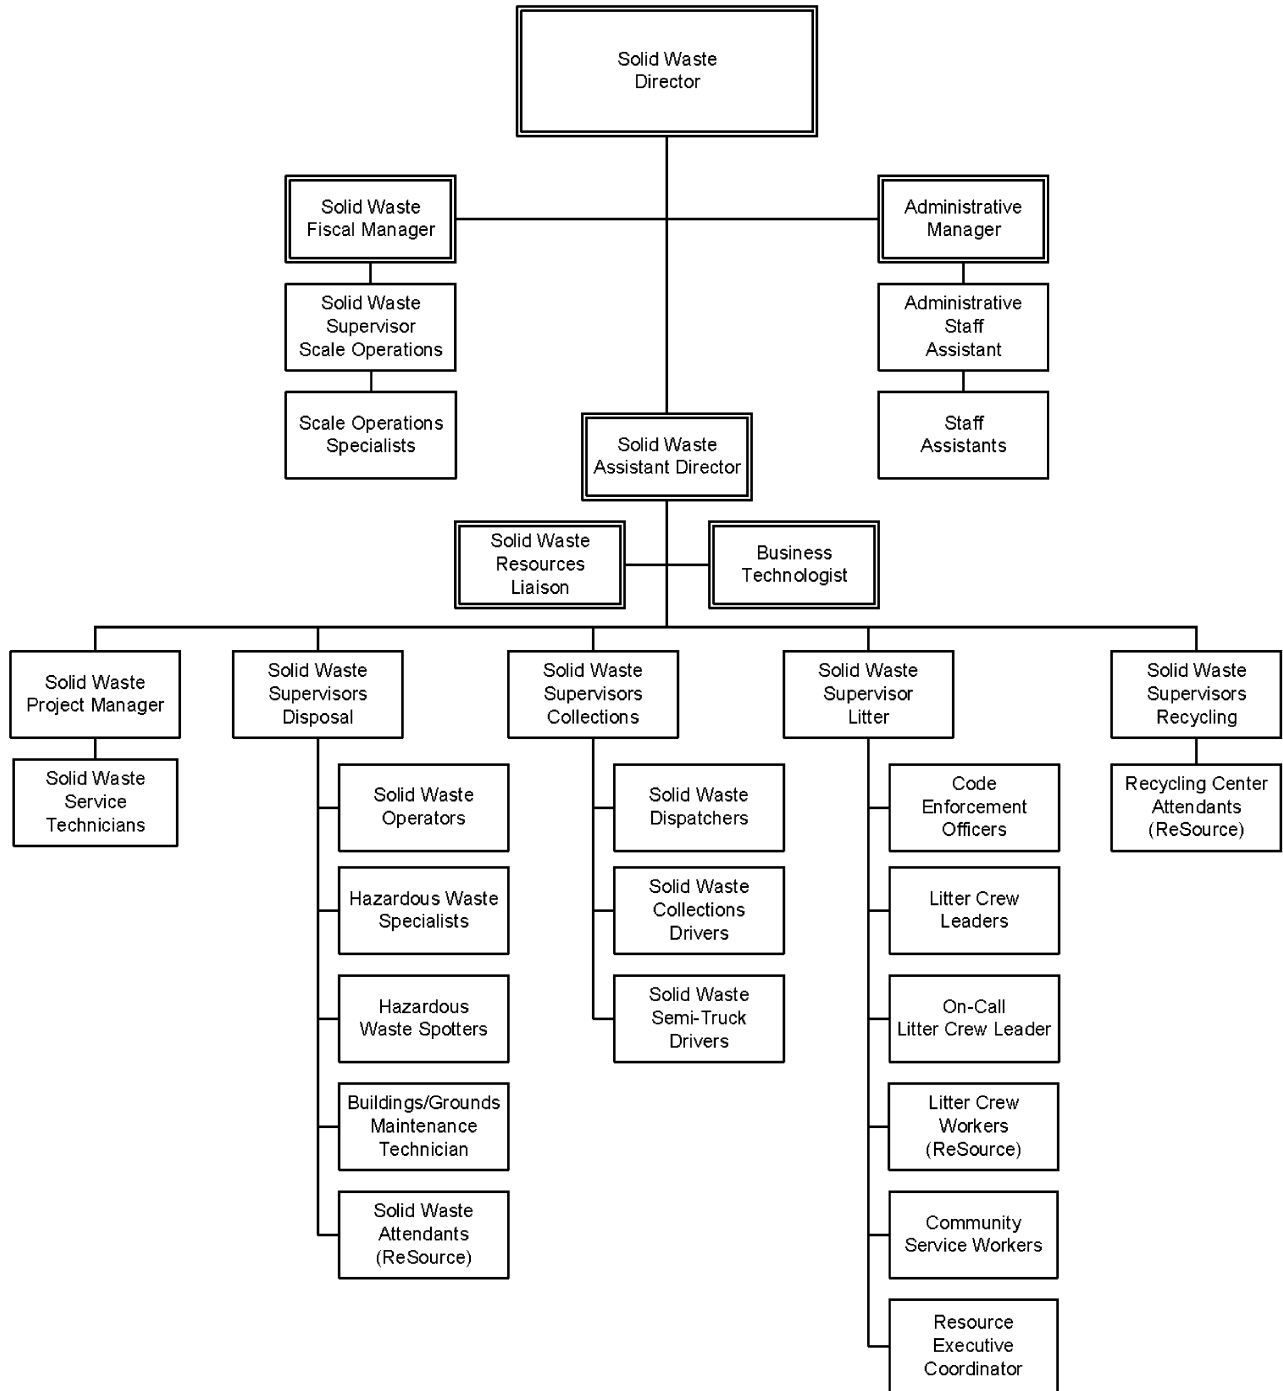 Solid Waste
Director
Solid Waste
Fiscal Manager
Administrative
Manager
Solid Waste
Supervisor
Scale Operations
Administrative
Staff
Assistant
Scale Operations
Specialists
Staff
Assistants
Solid Waste
Assistant Director
Solid Waste
Resources
Liaison
Business
Technologist
Solid Waste
Project Manager
Solid Waste
Supervisors
Disposal
Solid Waste
Supervisors
Collections
Solid Waste
Supervisor
Litter
Solid Waste
Supervisors
Recycling
Solid Waste
Service
Technicians
Solid Waste
Operators
Hazardous Waste
Specialists
Hazardous
Waste Spotters
Buildings/Grounds
Maintenance
Technician
Solid Waste
Attendants
(ReSource)
Solid Waste
Dispatchers
Solid Waste
Collections
Drivers
Solid Waste
Semi-Truck
Drivers
Code
Enforcement
Officers
Litter Crew
Leaders
On-Call
Litter Crew Leader
Litter Crew
Workers
(ReSource)
Community
Service Workers
Resource
Executive
Coordinator
Recycling Center
Attendants
(ReSource)